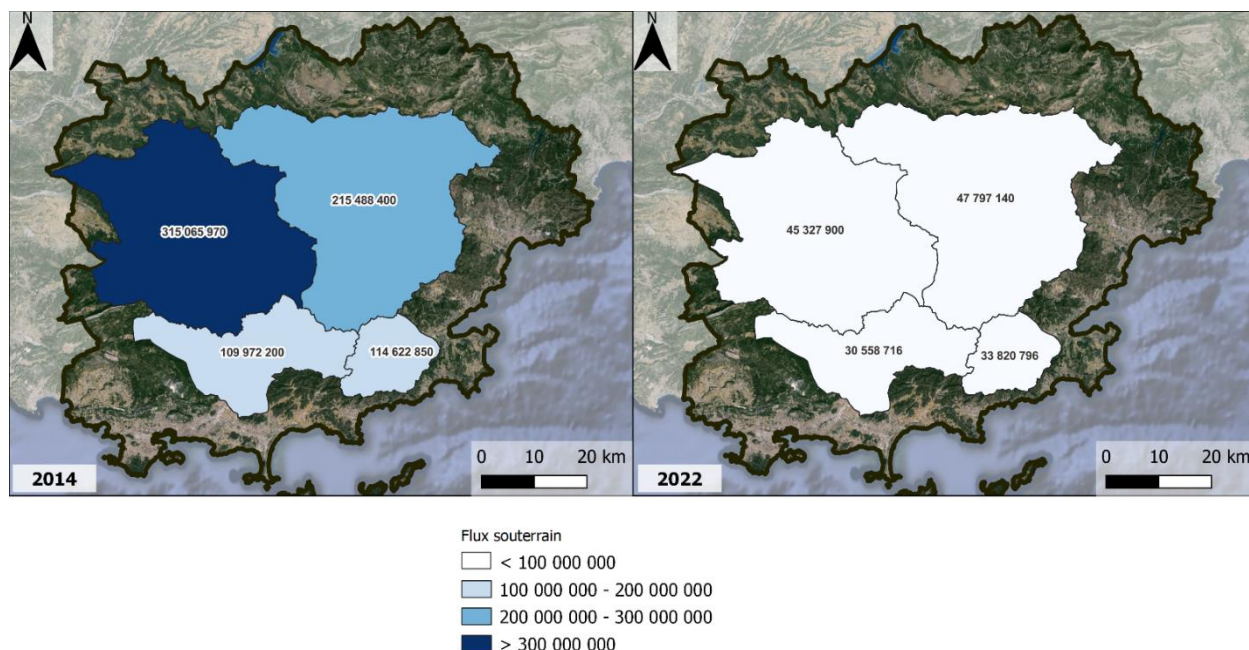 N
N
215 488 400
315 065 970
109 972 200
114 622 850
0 10 20 km
2014
47 797 140
45 327 900
30 558 716
33 820 796
0 10 20 km
2022
Flux souterrain
< 100 000 000
100 000 000 - 200 000 000
200 000 000 - 300 000 000
> 300 000 000